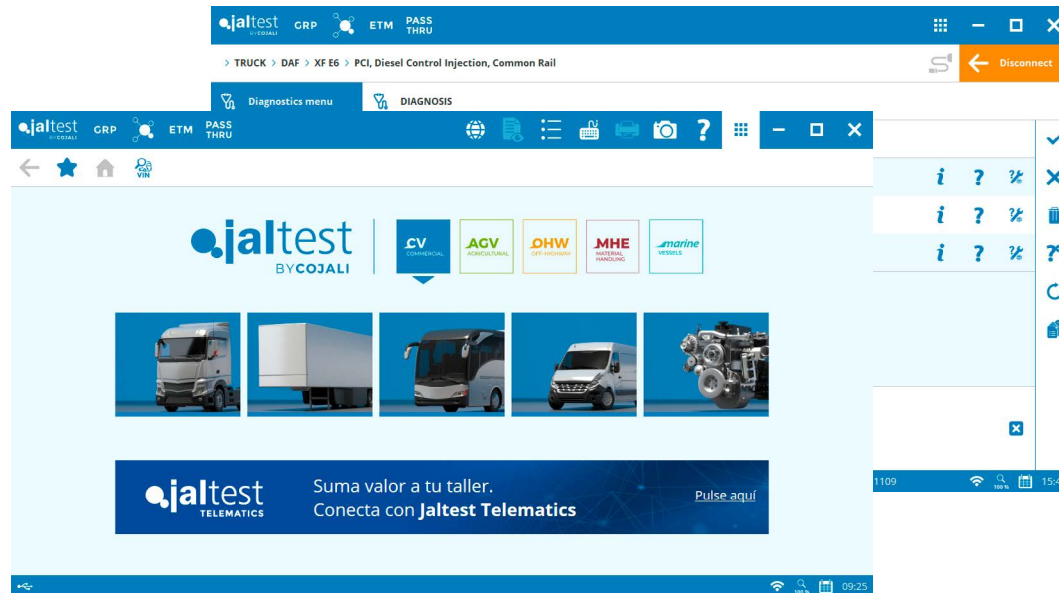 jaltest GRP ETM PASS
BYCOJALI THRU
> TRUCK > DAF > XF E6 > PCI, Diesel Control Injection, Common Rail
Disconnect
Diagnostics menu DIAGNOSIS
jaltest GRP ETM PASS
BYCOJALI THRU
VIN
jaltest
BYCOJALI
CV
COMMERCIAL
AGV
AGRICULTURAL
OHW
OFF-HIGHWAY
MHE
MATERIAL
HANDLING
marine
VESSELS
jaltest
TELEMATICS
Suma valor a tu taller.
Conecta con Jaltest Telematics
Pulse aquí
100 % 09:25
1109 100 % 15:4